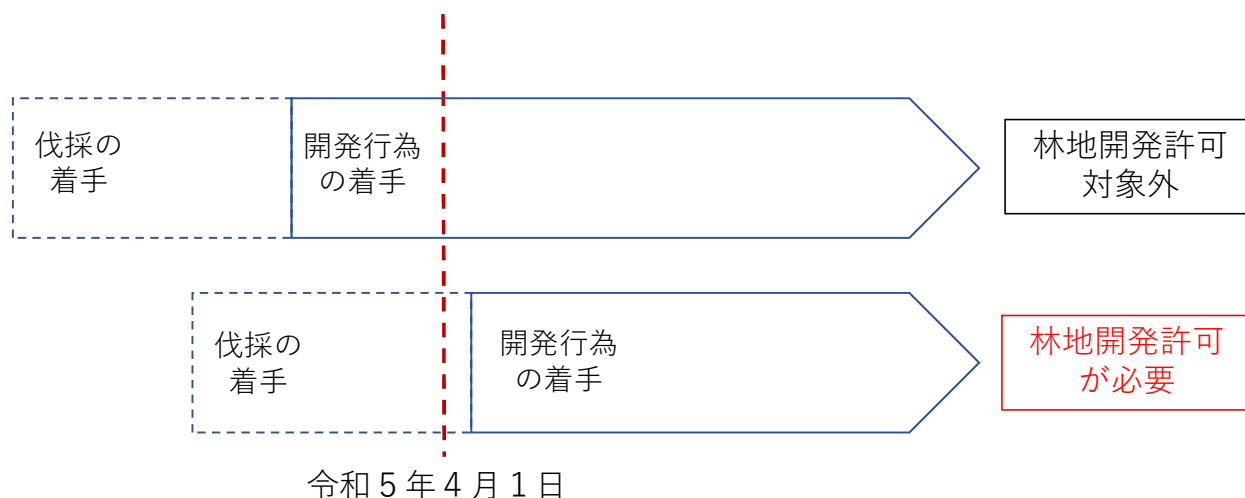 伐採の
着手
開発行為
の着手
林地開発許可
対象外
伐採の
着手
開発行為
の着手
林地開発許可
が必要
令和５年４月１日